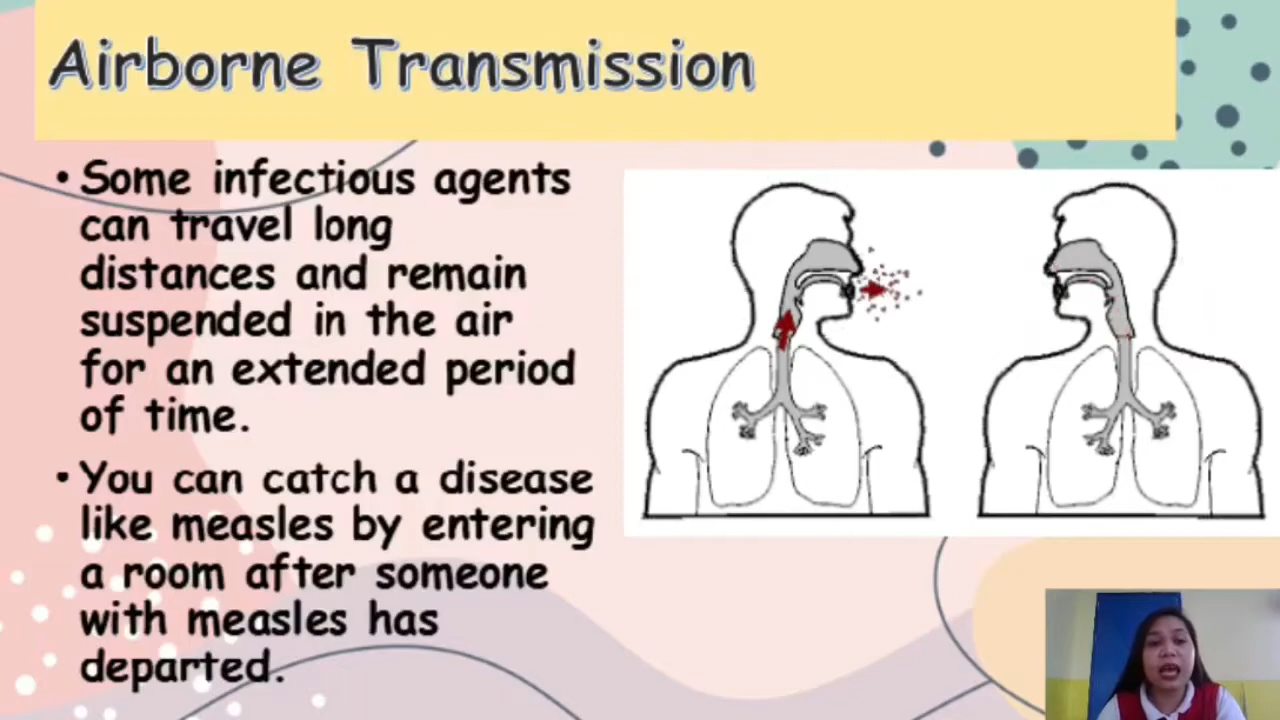 Airborne Transmission
• Some infectious agents
can travel long
distances and remain
suspended in the air
for an extended period
of time.
• You can catch a disease
like measles by entering
a room after someone
with measles has
departed.